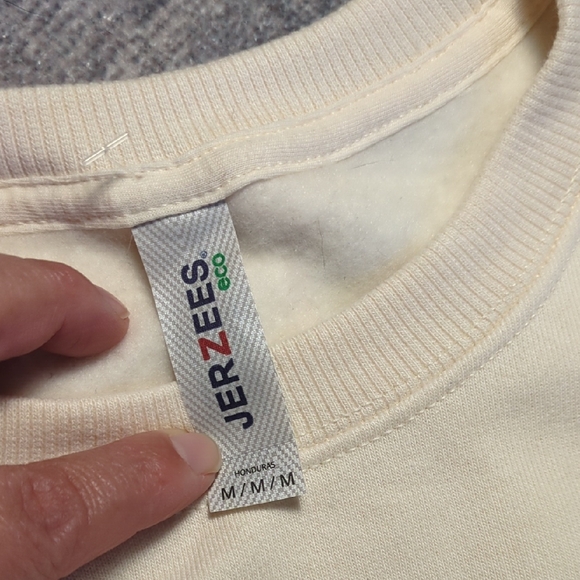 JERZEES®
eco
HONDURAS
M / M / M